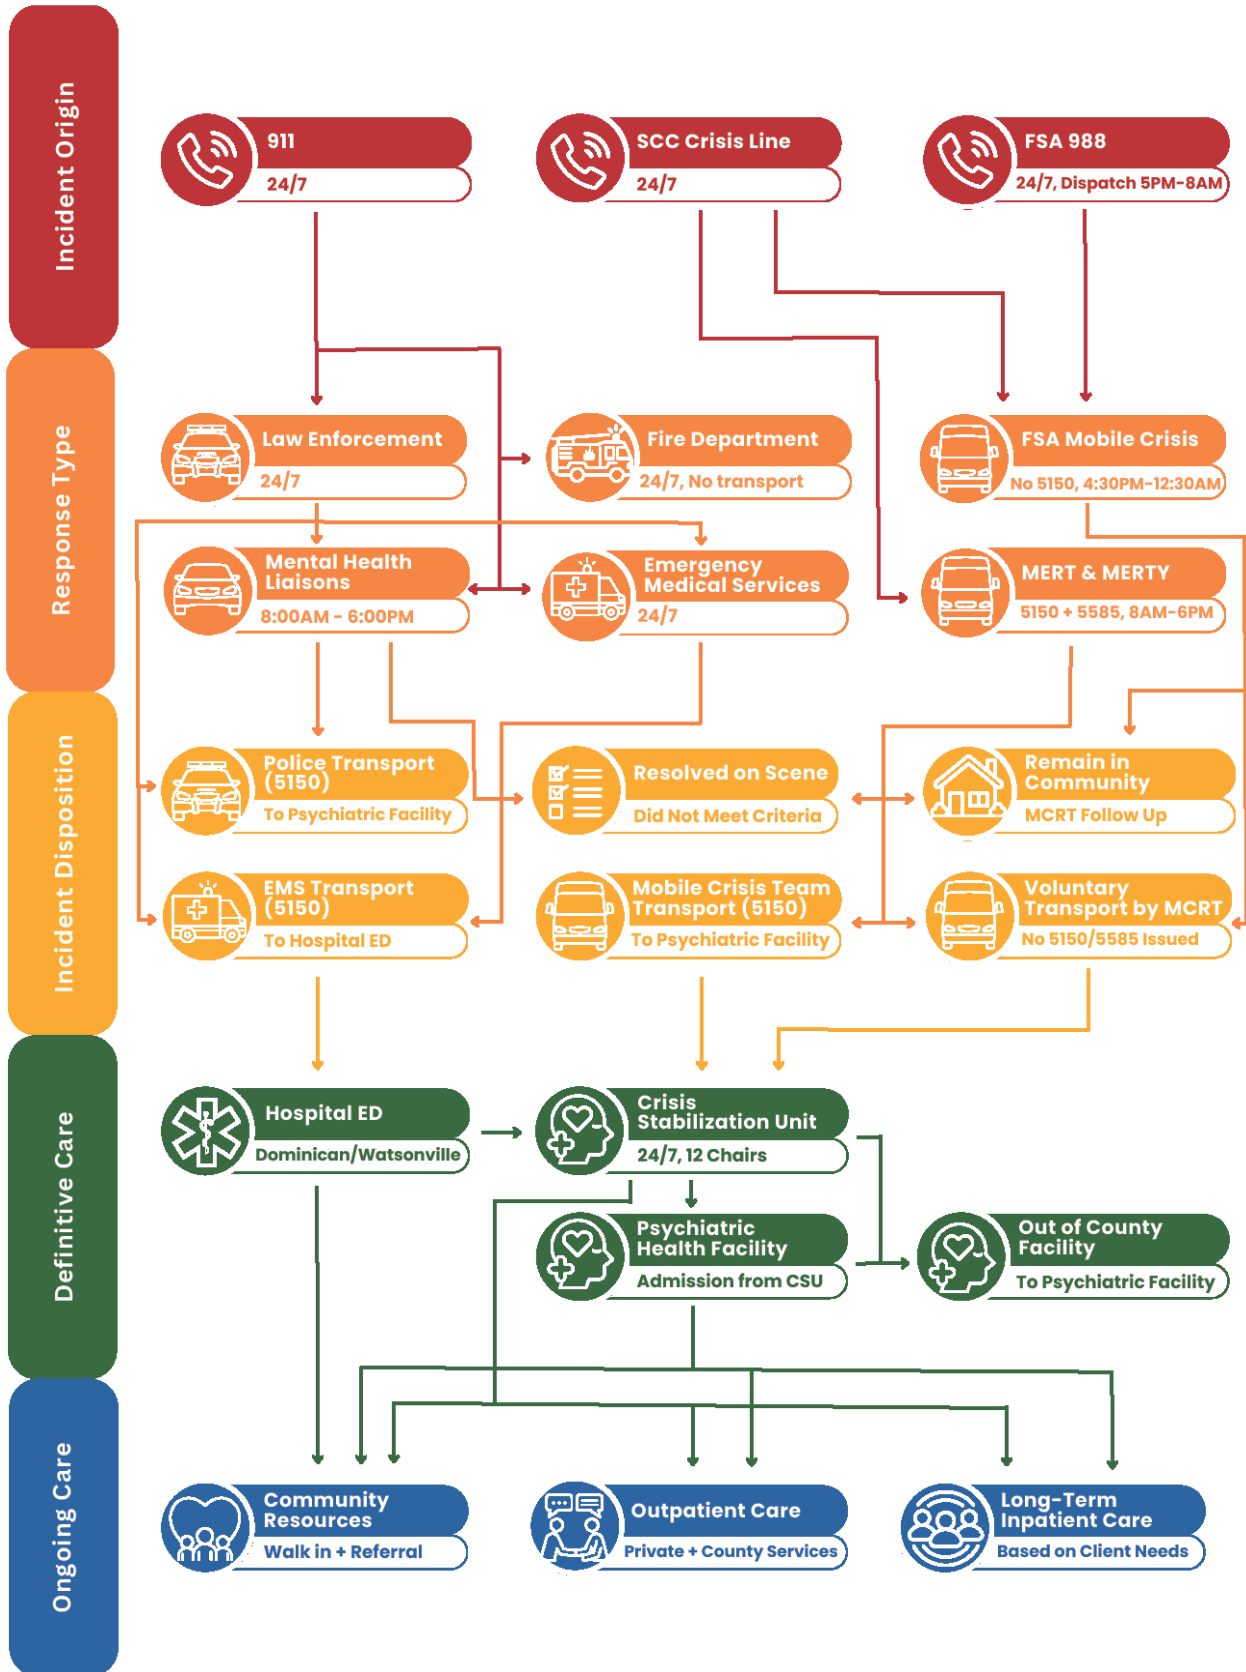 Incident Origin
911
24/7
SCC Crisis Line
24/7
FSA 988
24/7, Dispatch 5PM-8AM
Response Type
Law Enforcement
24/7
Fire Department
24/7, No transport
FSA Mobile Crisis
No 5150, 4:30PM-12:30AM
Mental Health
Liaisons
8:00AM - 6:00PM
Emergency
Medical Services
24/7
MERT & MERTY
5150 + 5585, 8AM-6PM
Incident Disposition
Police Transport
(5150)
To Psychiatric Facility
Resolved on Scene
Did Not Meet Criteria
Remain in
Community
MCRT Follow Up
EMS Transport
(5150)
To Hospital ED
Mobile Crisis Team
Transport (5150)
To Psychiatric Facility
Voluntary
Transport by MCRT
No 5150/5585 Issued
Definitive Care
Hospital ED
Dominican/Watsonville
Crisis
Stabilization Unit
24/7, 12 Chairs
Psychiatric
Health Facility
Admission from CSU
Out of County
Facility
To Psychiatric Facility
Ongoing Care
Community
Resources
Walk in + Referral
Outpatient Care
Private + County Services
Long-Term
Inpatient Care
Based on Client Needs